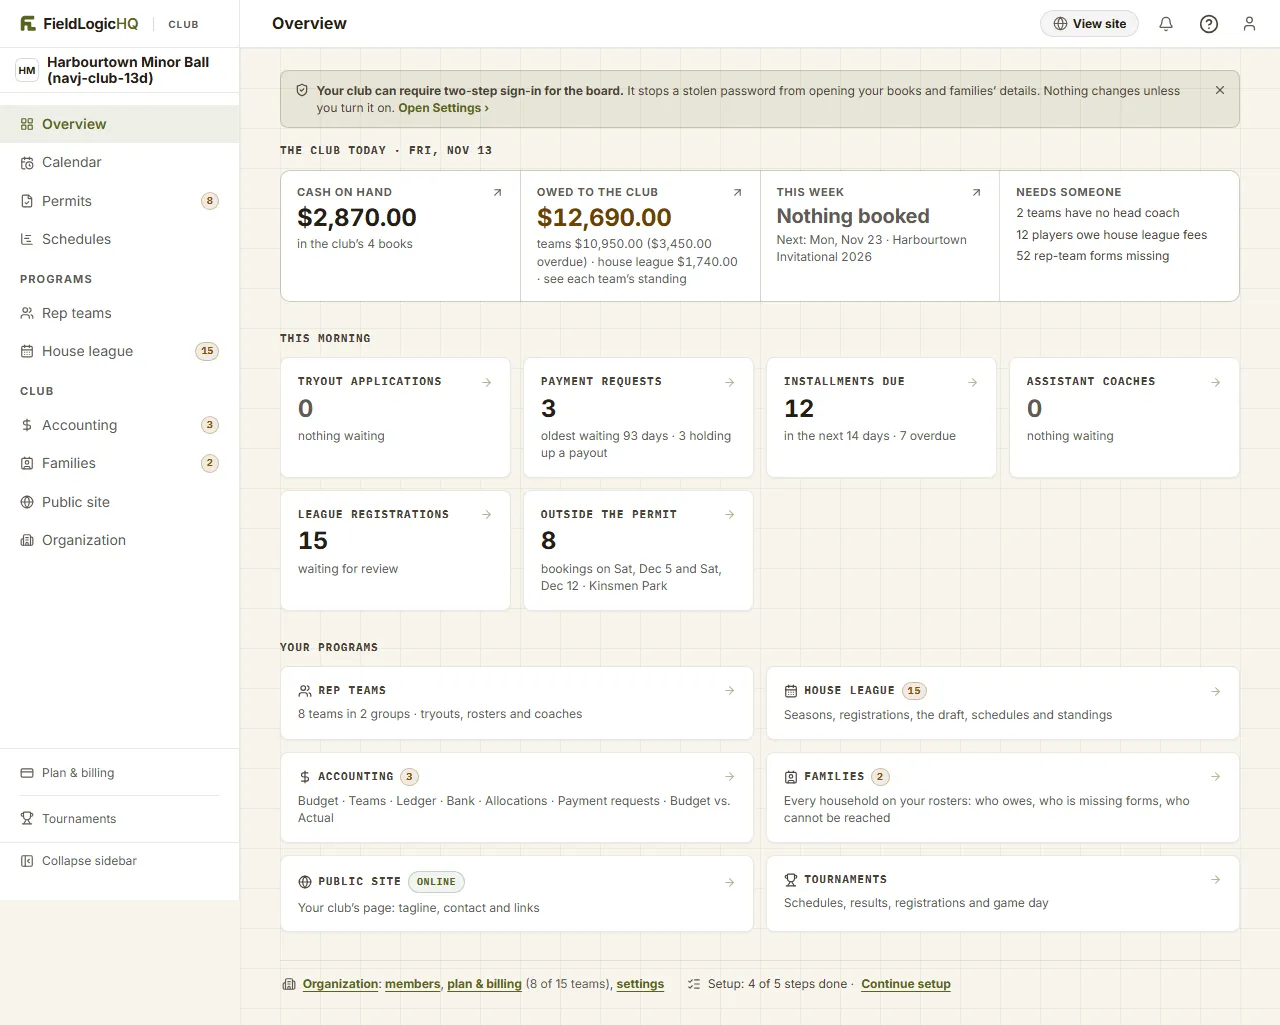 FieldLogicHQ
CLUB
Overview
View site
HM
Harbourtown Minor Ball
(navj-club-13d)
Overview
Calendar
Permits
8
Schedules
PROGRAMS
Rep teams
House league
15
CLUB
Accounting
3
Families
2
Public site
Organization
Plan & billing
Tournaments
Collapse sidebar
Your club can require two-step sign-in for the board. It stops a stolen password from opening your books and families’ details. Nothing changes unless
you turn it on. Open Settings ›
THE CLUB TODAY · FRI, NOV 13
CASH ON HAND
$2,870.00
in the club’s 4 books
OWED TO THE CLUB
$12,690.00
teams $10,950.00 ($3,450.00
overdue) · house league $1,740.00
· see each team’s standing
THIS WEEK
Nothing booked
Next: Mon, Nov 23 · Harbourtown
Invitational 2026
NEEDS SOMEONE
2 teams have no head coach
12 players owe house league fees
52 rep-team forms missing
THIS MORNING
TRYOUT APPLICATIONS
0
nothing waiting
PAYMENT REQUESTS
3
oldest waiting 93 days · 3 holding
up a payout
INSTALLMENTS DUE
12
in the next 14 days · 7 overdue
ASSISTANT COACHES
0
nothing waiting
LEAGUE REGISTRATIONS
15
waiting for review
OUTSIDE THE PERMIT
8
bookings on Sat, Dec 5 and Sat,
Dec 12 · Kinsmen Park
YOUR PROGRAMS
REP TEAMS
8 teams in 2 groups · tryouts, rosters and coaches
HOUSE LEAGUE 15
Seasons, registrations, the draft, schedules and standings
ACCOUNTING 3
Budget · Teams · Ledger · Bank · Allocations · Payment requests · Budget vs.
Actual
FAMILIES 2
Every household on your rosters: who owes, who is missing forms, who
cannot be reached
PUBLIC SITE ONLINE
Your club’s page: tagline, contact and links
TOURNAMENTS
Schedules, results, registrations and game day
Organization: members, plan & billing (8 of 15 teams), settings
Setup: 4 of 5 steps done · Continue setup